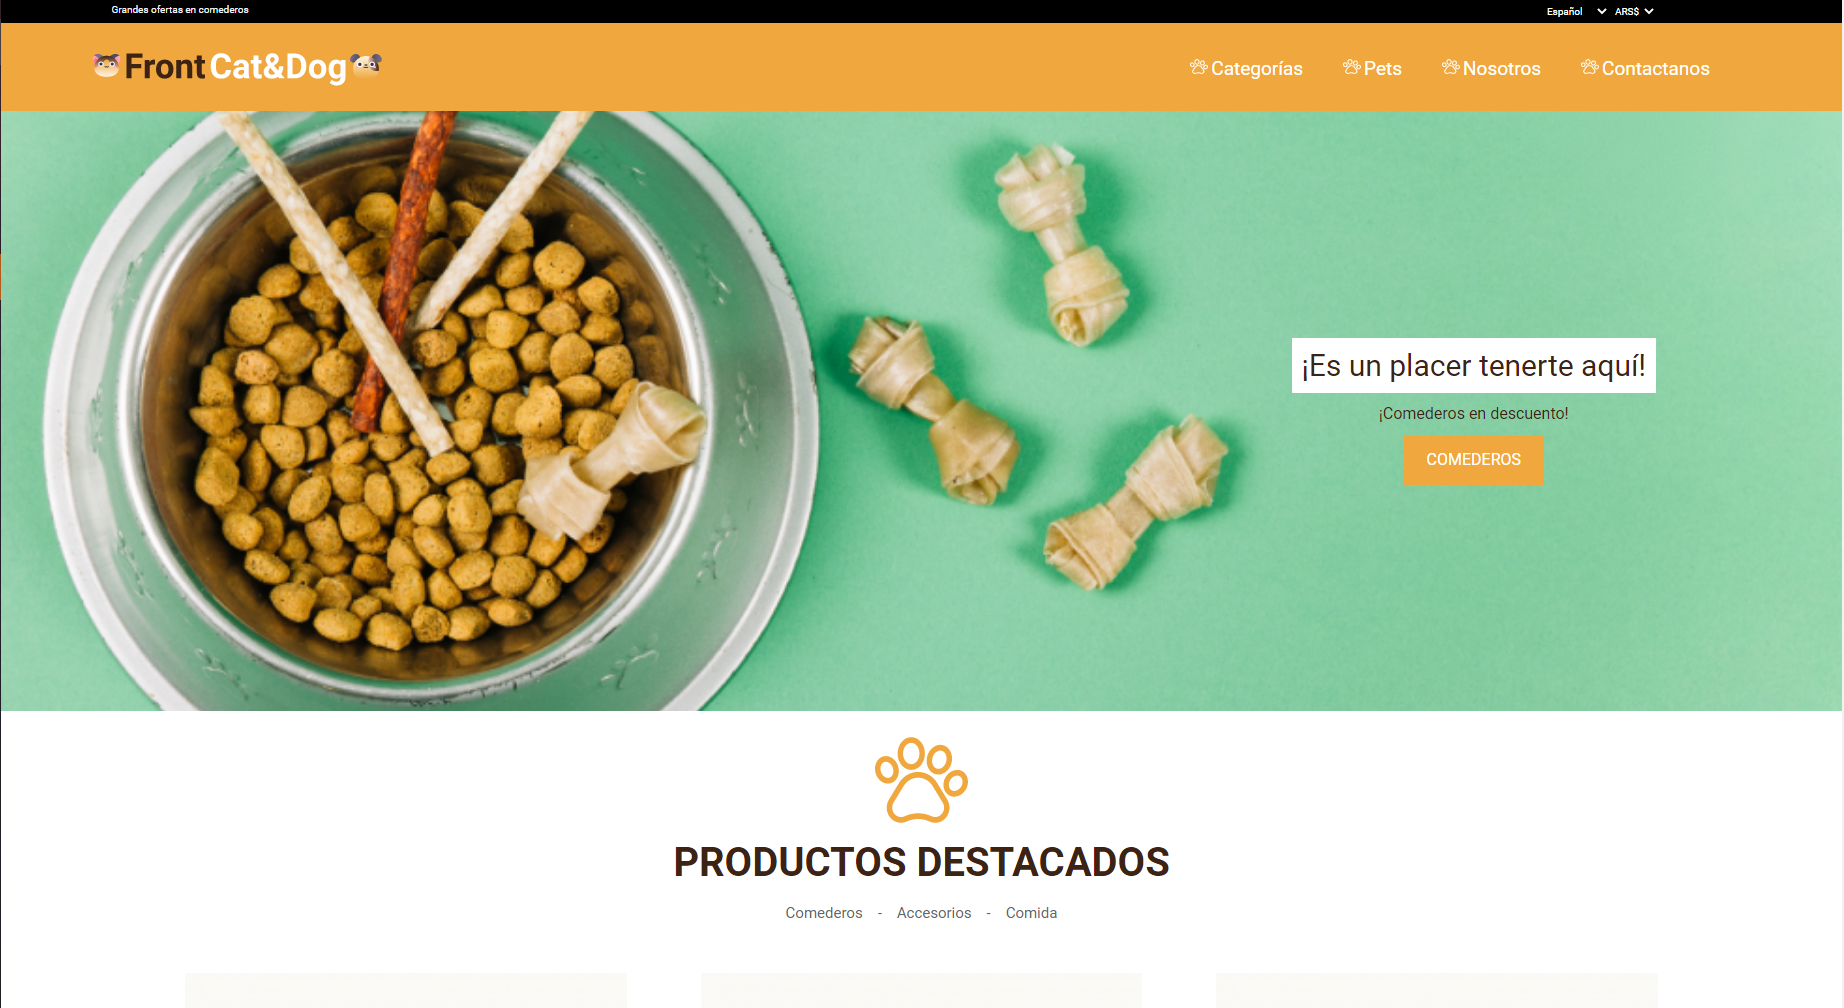 Grandes ofertas en comederos
Español ARS$
Front Cat&Dog
Categorías Pets Nosotros Contactanos
¡Es un placer tenerte aquí!
¡Comederos en descuento!
COMEDEROS
PRODUCTOS DESTACADOS
Comederos - Accesorios - Comida